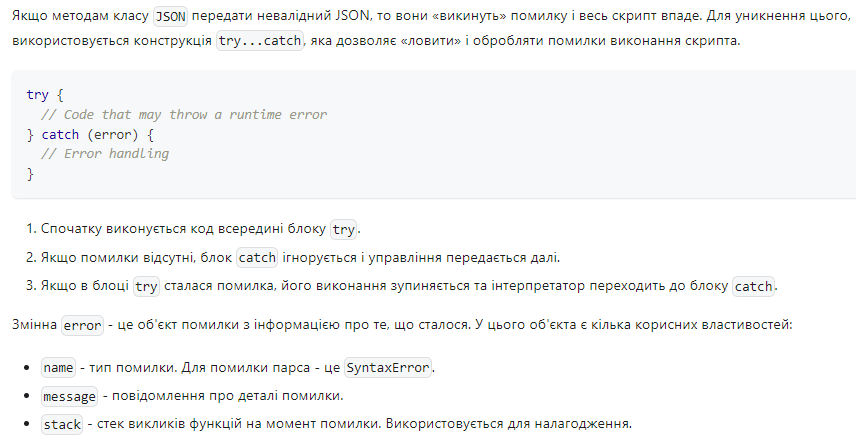 Якщо методам класу JSON передати невалідний JSON, то вони «викинуть» помилку і весь скрипт впаде. Для уникнення цього,
використовується конструкція try...catch, яка дозволяє «ловити» і обробляти помилки виконання скрипта.
try {
  // Code that may throw a runtime error
} catch (error) {
  // Error handling
}
1. Спочатку виконується код всередині блоку try.
2. Якщо помилки відсутні, блок catch ігнорується і управління передається далі.
3. Якщо в блоці try сталася помилка, його виконання зупиняється та інтерпретатор переходить до блоку catch.
Змінна error - це об'єкт помилки з інформацією про те, що сталося. У цього об'єкта є кілька корисних властивостей:
• name - тип помилки. Для помилки парса - це SyntaxError.
• message - повідомлення про деталі помилки.
• stack - стек викликів функцій на момент помилки. Використовується для налагодження.